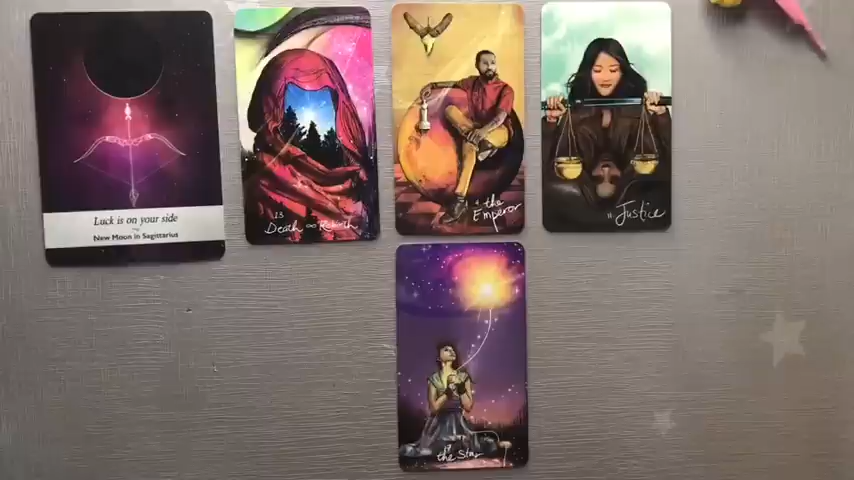 Luck is on your side
New Moon in Sagittarius
13
Death ∞ Rebirth
4
the
Emperor
11 Justice
17
the Star